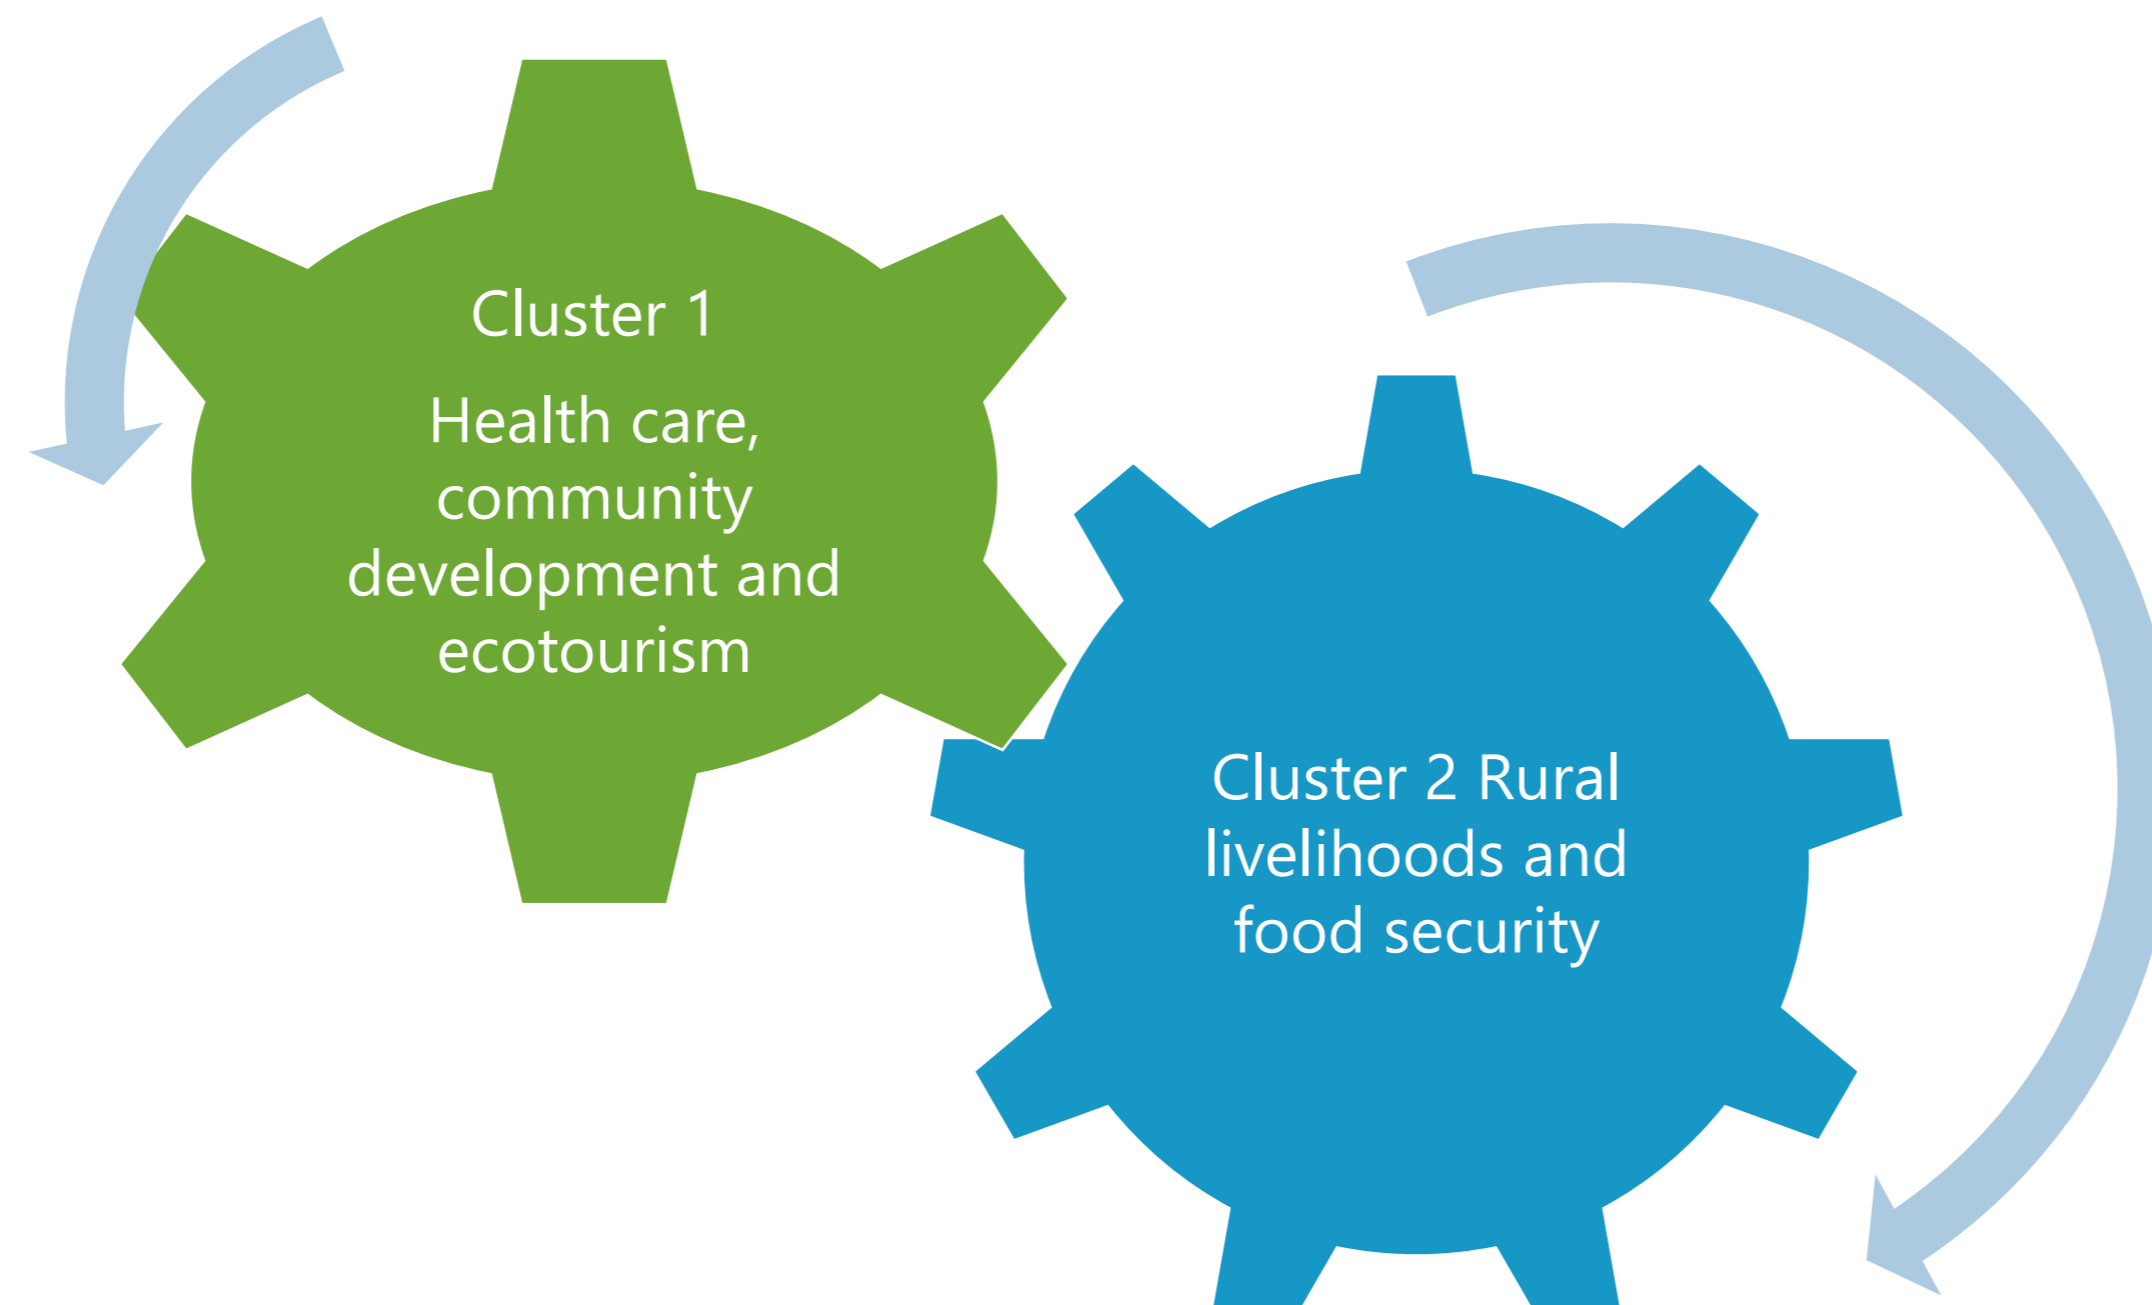 Cluster 1
Health care,
community
development and
ecotourism
Cluster 2 Rural
livelihoods and
food security